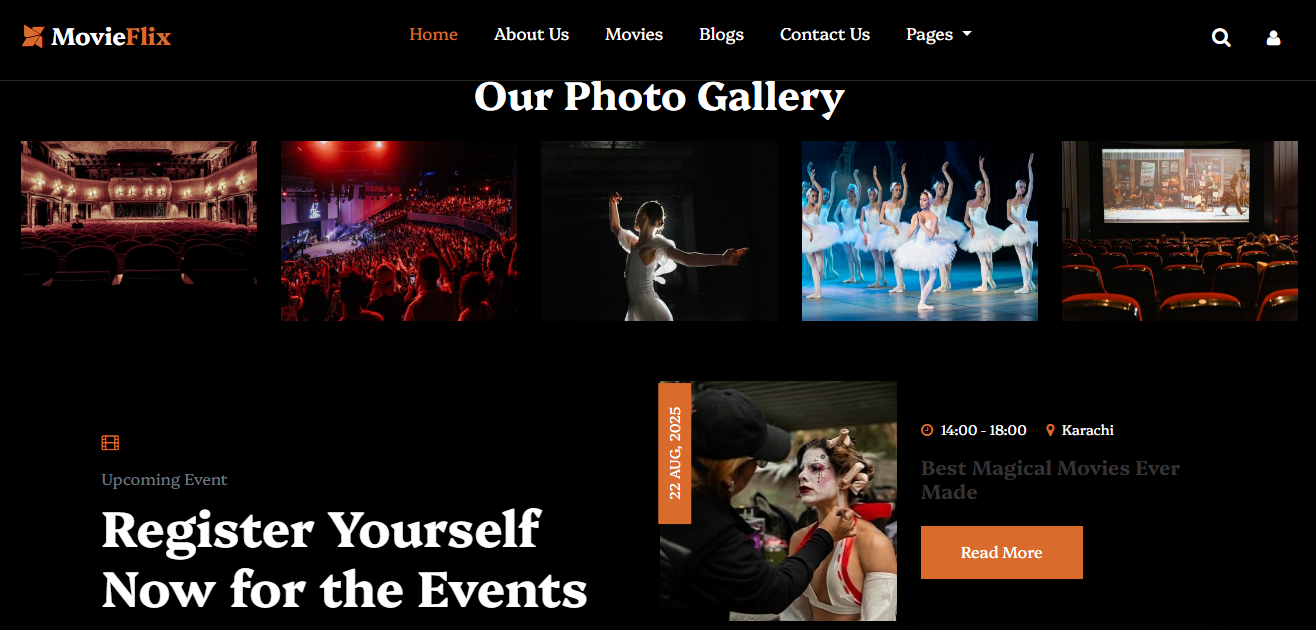 MovieFlix
Home About Us Movies Blogs Contact Us Pages
Our Photo Gallery
Upcoming Event
Register Yourself
Now for the Events
22 AUG, 2025
14:00 - 18:00 Karachi
Best Magical Movies Ever
Made
Read More